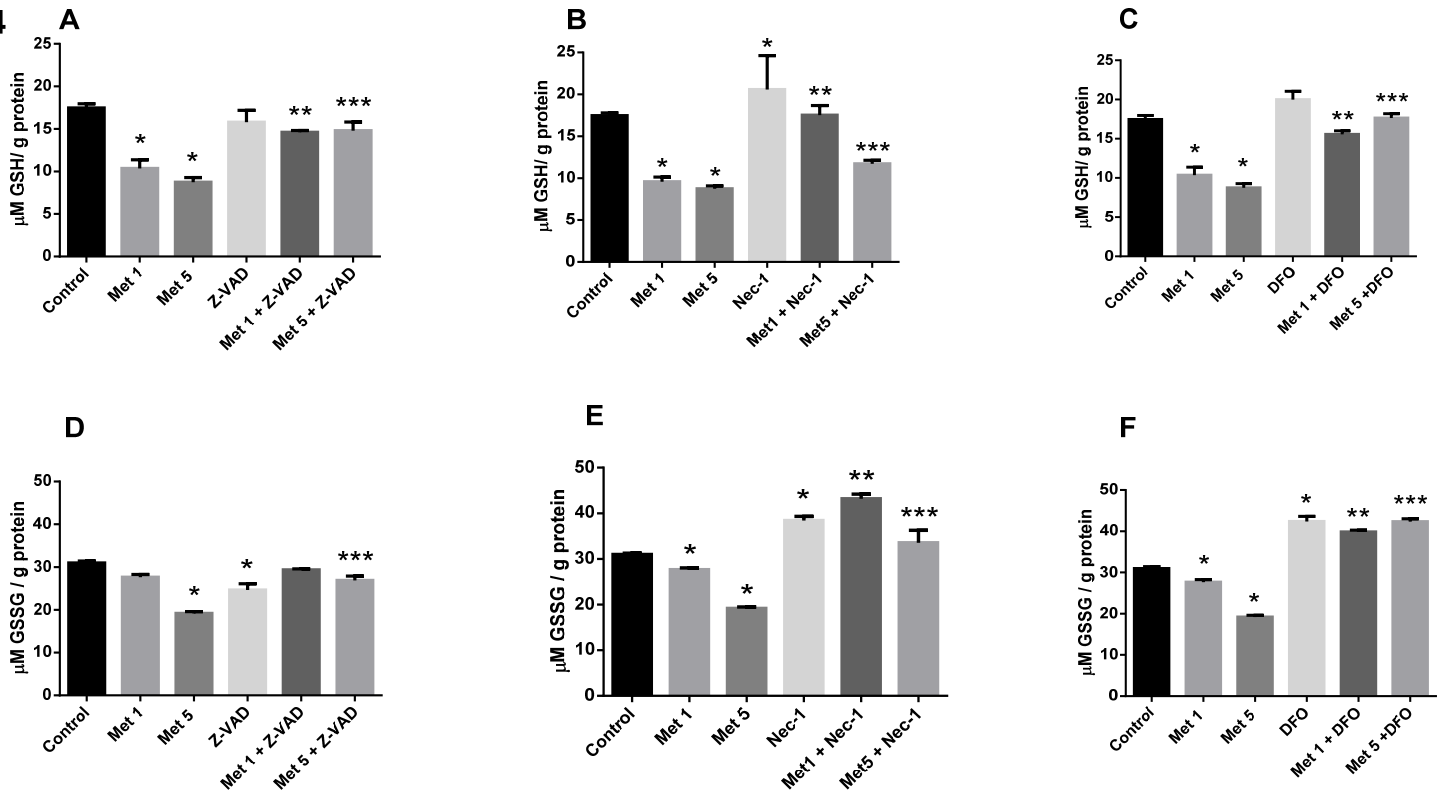 4
A
25
20
15
10
5
0
μM GSH/ g protein
*
*
**
***
Control
Met 1
Met 5
Z-VAD
Met 1 + Z-VAD
Met 5 + Z-VAD
B
25
20
15
10
5
0
μM GSH/ g protein
*
*
*
**
***
Control
Met 1
Met 5
Nec-1
Met1 + Nec-1
Met5 + Nec-1
C
25
20
15
10
5
0
μM GSH/ g protein
*
*
**
***
Control
Met 1
Met 5
DFO
Met 1 + DFO
Met 5 +DFO
D
50
40
30
20
10
0
μM GSSG / g protein
*
*
***
Control
Met 1
Met 5
Z-VAD
Met 1 + Z-VAD
Met 5 + Z-VAD
E
50
40
30
20
10
0
μM GSSG / g protein
*
*
*
**
***
Control
Met 1
Met 5
Nec-1
Met1 + Nec-1
Met5 + Nec-1
F
50
40
30
20
10
0
μM GSSG / g protein
*
*
*
**
***
Control
Met 1
Met 5
DFO
Met 1 + DFO
Met 5 +DFO